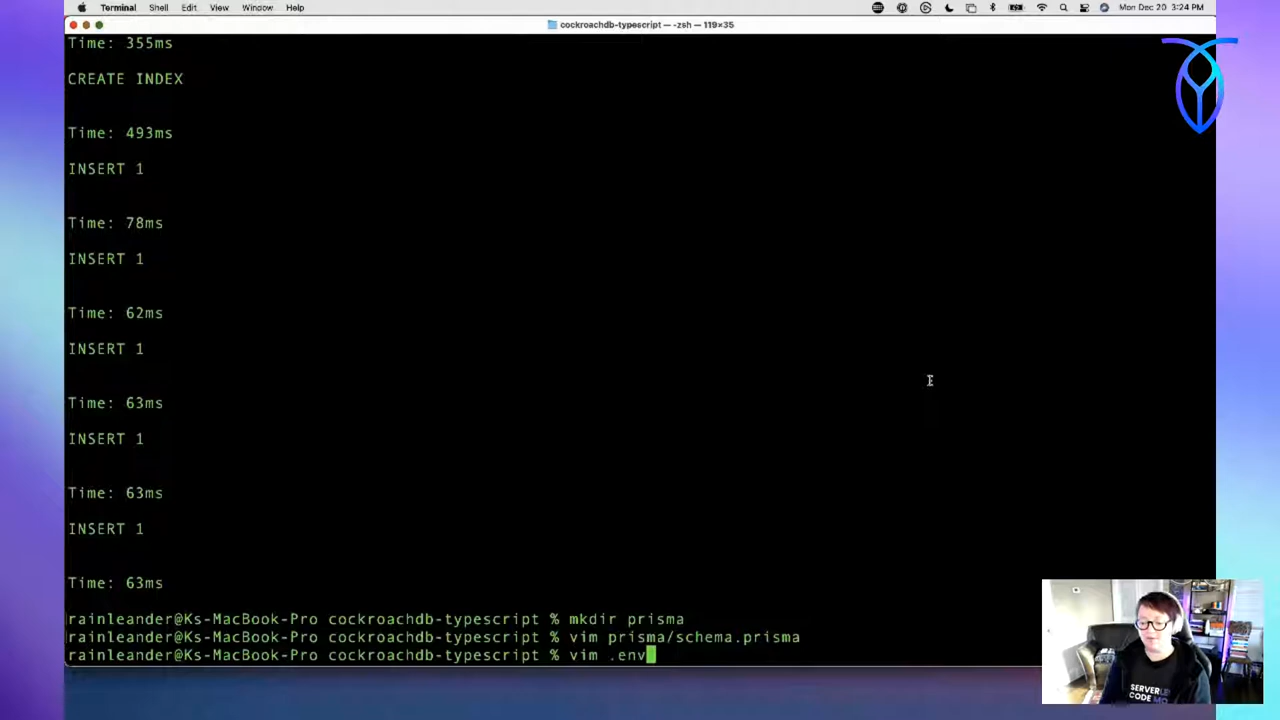 Terminal Shell Edit View Window Help Mon Dec 20 3:24 PM
cockroachdb-typescript — -zsh — 119×35
Time: 355ms
CREATE INDEX
Time: 493ms
INSERT 1
Time: 78ms
INSERT 1
Time: 62ms
INSERT 1
Time: 63ms
INSERT 1
Time: 63ms
INSERT 1
Time: 63ms
rainleander@Ks-MacBook-Pro cockroachdb-typescript % mkdir prisma
rainleander@Ks-MacBook-Pro cockroachdb-typescript % vim prisma/schema.prisma
rainleander@Ks-MacBook-Pro cockroachdb-typescript % vim .env
CODE